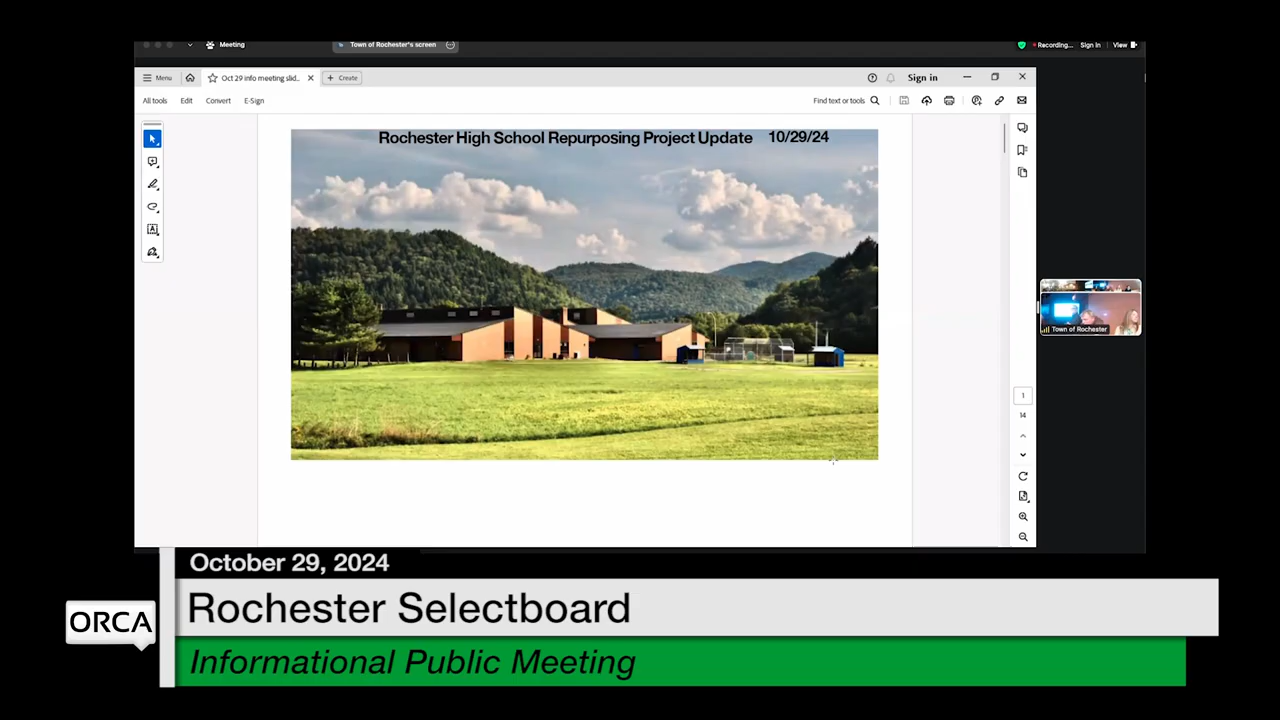 Meeting
Town of Rochester's screen
Recording...
Sign In
View
Menu
Oct 29 info meeting slid..
Create
Sign in
All tools
Edit
Convert
E-Sign
Find text or tools
Rochester High School Repurposing Project Update 10/29/24
Town of Rochester
1
14
October 29, 2024
Rochester Selectboard
ORCA
Informational Public Meeting